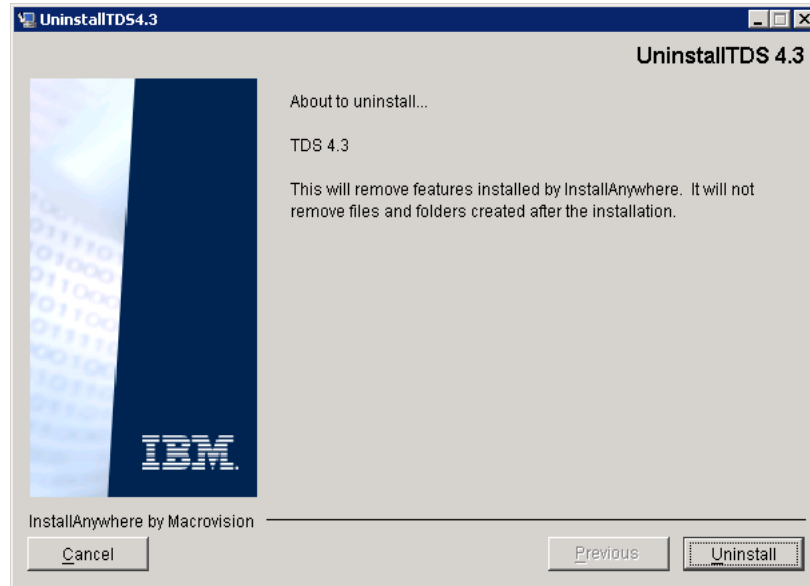 UninstallTDS4.3
UninstallTDS 4.3
About to uninstall...
TDS 4.3
This will remove features installed by InstallAnywhere. It will not
remove files and folders created after the installation.
IBM.
InstallAnywhere by Macrovision
Cancel
Previous
Uninstall